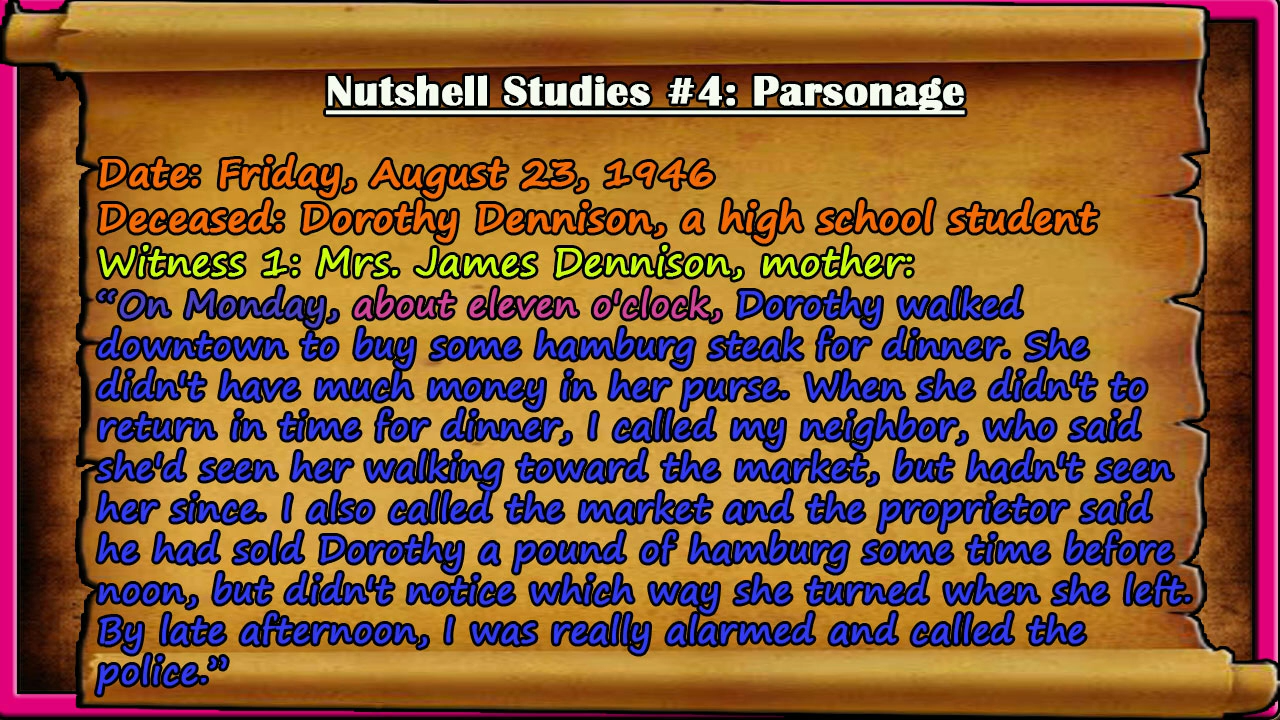 Nutshell Studies #4: Parsonage
Date: Friday, August 23, 1946
Deceased: Dorothy Dennison, a high school student
Witness 1: Mrs. James Dennison, mother:
“On Monday, about eleven o'clock, Dorothy walked
downtown to buy some hamburg steak for dinner. She
didn't have much money in her purse. When she didn't to
return in time for dinner, I called my neighbor, who said
she'd seen her walking toward the market, but hadn't seen
her since. I also called the market and the proprietor said
he had sold Dorothy a pound of hamburg some time before
noon, but didn't notice which way she turned when she left.
By late afternoon, I was really alarmed and called the
police.”